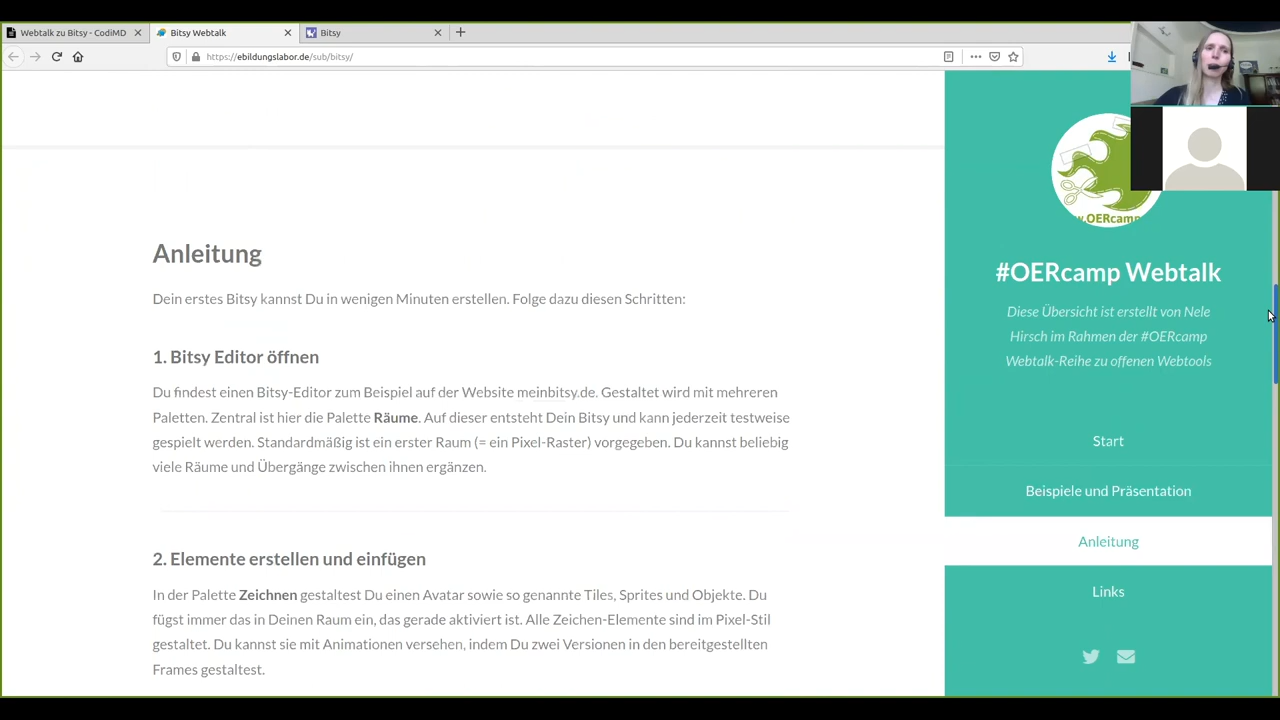 Webtalk zu Bitsy - CodiMD
Bitsy Webtalk
Bitsy
https://ebildungslabor.de/sub/bitsy/
Anleitung
Dein erstes Bitsy kannst Du in wenigen Minuten erstellen. Folge dazu diesen Schritten:
1. Bitsy Editor öffnen
Du findest einen Bitsy-Editor zum Beispiel auf der Website meinbitsy.de. Gestaltet wird mit mehreren
Paletten. Zentral ist hier die Palette Räume. Auf dieser entsteht Dein Bitsy und kann jederzeit testweise
gespielt werden. Standardmäßig ist ein erster Raum (= ein Pixel-Raster) vorgegeben. Du kannst beliebig
viele Räume und Übergänge zwischen ihnen ergänzen.
2. Elemente erstellen und einfügen
In der Palette Zeichnen gestaltest Du einen Avatar sowie so genannte Tiles, Sprites und Objekte. Du
fügst immer das in Deinen Raum ein, das gerade aktiviert ist. Alle Zeichen-Elemente sind im Pixel-Stil
gestaltet. Du kannst sie mit Animationen versehen, indem Du zwei Versionen in den bereitgestellten
Frames gestaltest.
w.OERcamp
#OERcamp Webtalk
Diese Übersicht ist erstellt von Nele
Hirsch im Rahmen der #OERcamp
Webtalk-Reihe zu offenen Webtools
Start
Beispiele und Präsentation
Anleitung
Links